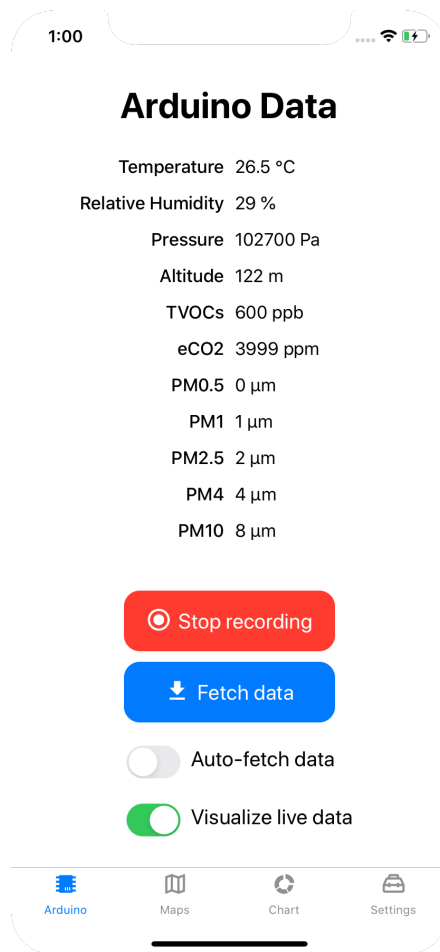 1:00
Arduino Data
Temperature 26.5 °C
Relative Humidity 29 %
Pressure 102700 Pa
Altitude 122 m
TVOCs 600 ppb
eCO2 3999 ppm
PM0.5 0 µm
PM1 1 µm
PM2.5 2 µm
PM4 4 µm
PM10 8 µm
Stop recording
Fetch data
Auto-fetch data
Visualize live data
Arduino Maps Chart Settings